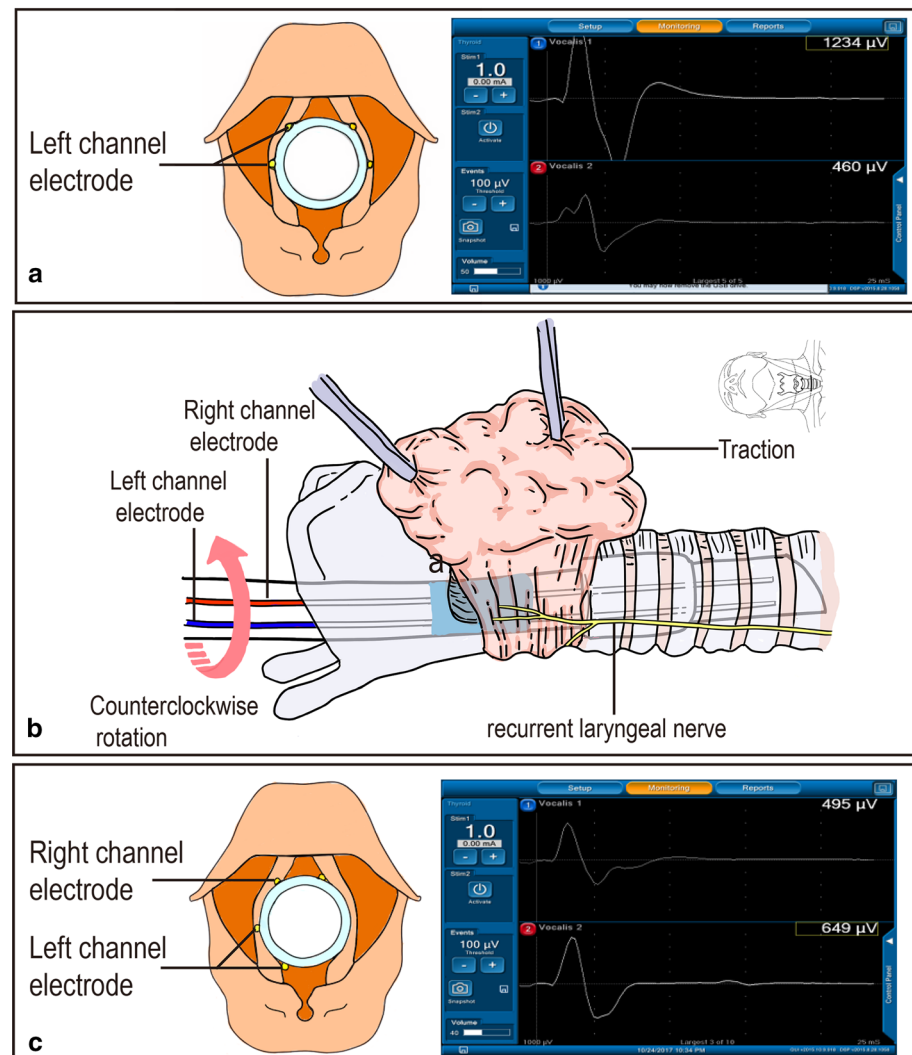 Left channel
electrode
a
Setup
Monitoring
Reports
Thyroid
Stim1
1.0
0.00 mA
- +
Stim2
Activate
Events
100 µV
Threshold
- +
Snapshot
Volume
50
1 Vocalis 1
1234 µV
2 Vocalis 2
460 µV
Control Panel
1000 µV
Largest 5 of 5
25 mS
You may now remove the USB drive.
Right channel
electrode
Left channel
electrode
Traction
a
Counterclockwise
rotation
recurrent laryngeal nerve
b
Right channel
electrode
Left channel
electrode
c
Setup
Monitoring
Reports
Thyroid
Stim1
1.0
0.00 mA
- +
Stim2
Activate
Events
100 µV
Threshold
- +
Snapshot
Volume
40
1 Vocalis 1
495 µV
2 Vocalis 2
649 µV
Control Panel
1000 µV
Largest 3 of 10
25 mS
10/24/2017 10:34 PM